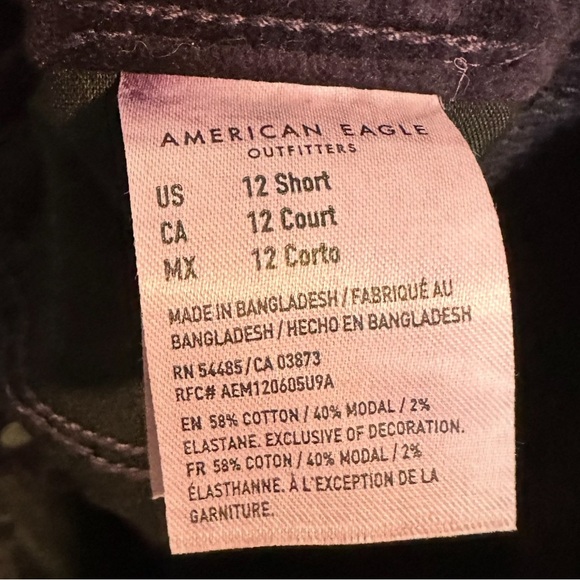 AMERICAN EAGLE
OUTFITTERS
US 12 Short
CA 12 Court
MX 12 Corto
MADE IN BANGLADESH / FABRIQUÉ AU
BANGLADESH / HECHO EN BANGLADESH
RN 54485 / CA 03873
RFC# AEM120605U9A
EN 58% COTTON / 40% MODAL / 2%
ELASTANE. EXCLUSIVE OF DECORATION.
FR 58% COTON / 40% MODAL / 2%
ÉLASTHANNE. À L'EXCEPTION DE LA
GARNITURE.